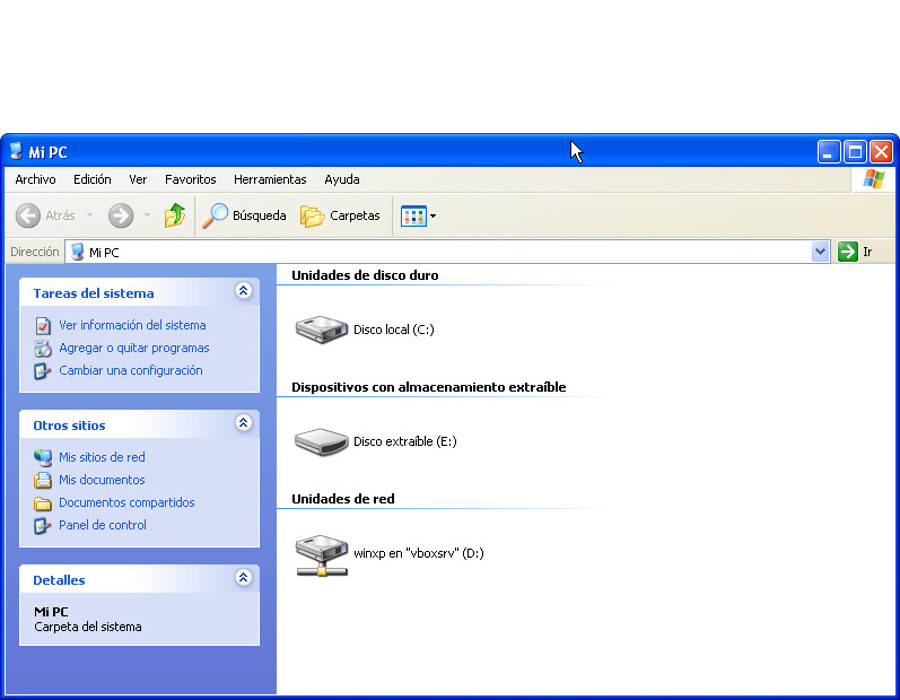 Mi PC
Archivo Edición Ver Favoritos Herramientas Ayuda
Atrás Búsqueda Carpetas
Dirección Mi PC Ir
Tareas del sistema
Ver información del sistema
Agregar o quitar programas
Cambiar una configuración
Otros sitios
Mis sitios de red
Mis documentos
Documentos compartidos
Panel de control
Detalles
Mi PC
Carpeta del sistema
Unidades de disco duro
Disco local (C:)
Dispositivos con almacenamiento extraíble
Disco extraíble (E:)
Unidades de red
winxp en "vboxsrv" (D:)